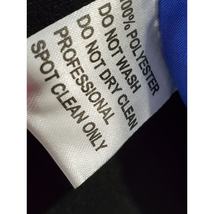 100% POLYESTER
DO NOT WASH
DO NOT DRY CLEAN
PROFESSIONAL
SPOT CLEAN ONLY